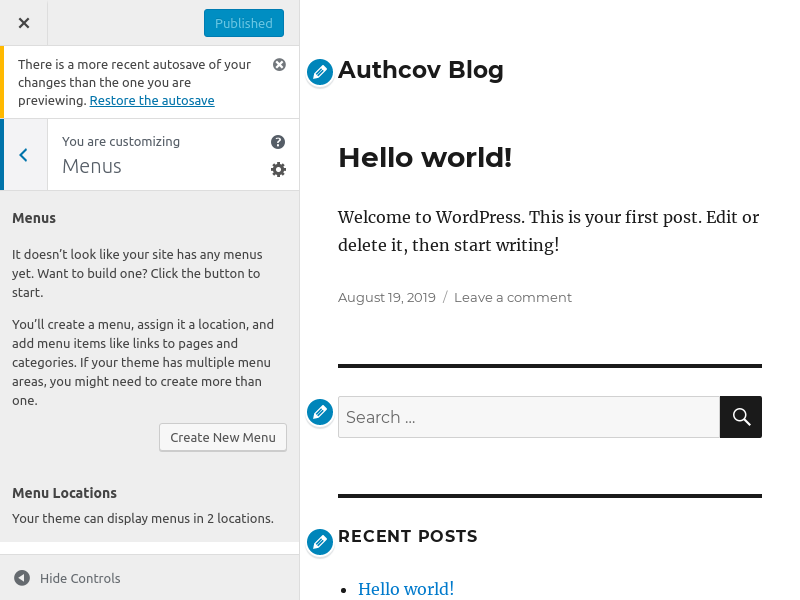 Published
There is a more recent autosave of your
changes than the one you are
previewing. Restore the autosave
You are customizing
Menus
Menus
It doesn’t look like your site has any menus
yet. Want to build one? Click the button to
start.
You’ll create a menu, assign it a location, and
add menu items like links to pages and
categories. If your theme has multiple menu
areas, you might need to create more than
one.
Create New Menu
Menu Locations
Your theme can display menus in 2 locations.
Hide Controls
Authcov Blog
Hello world!
Welcome to WordPress. This is your first post. Edit or
delete it, then start writing!
August 19, 2019 / Leave a comment
Search …
RECENT POSTS
Hello world!